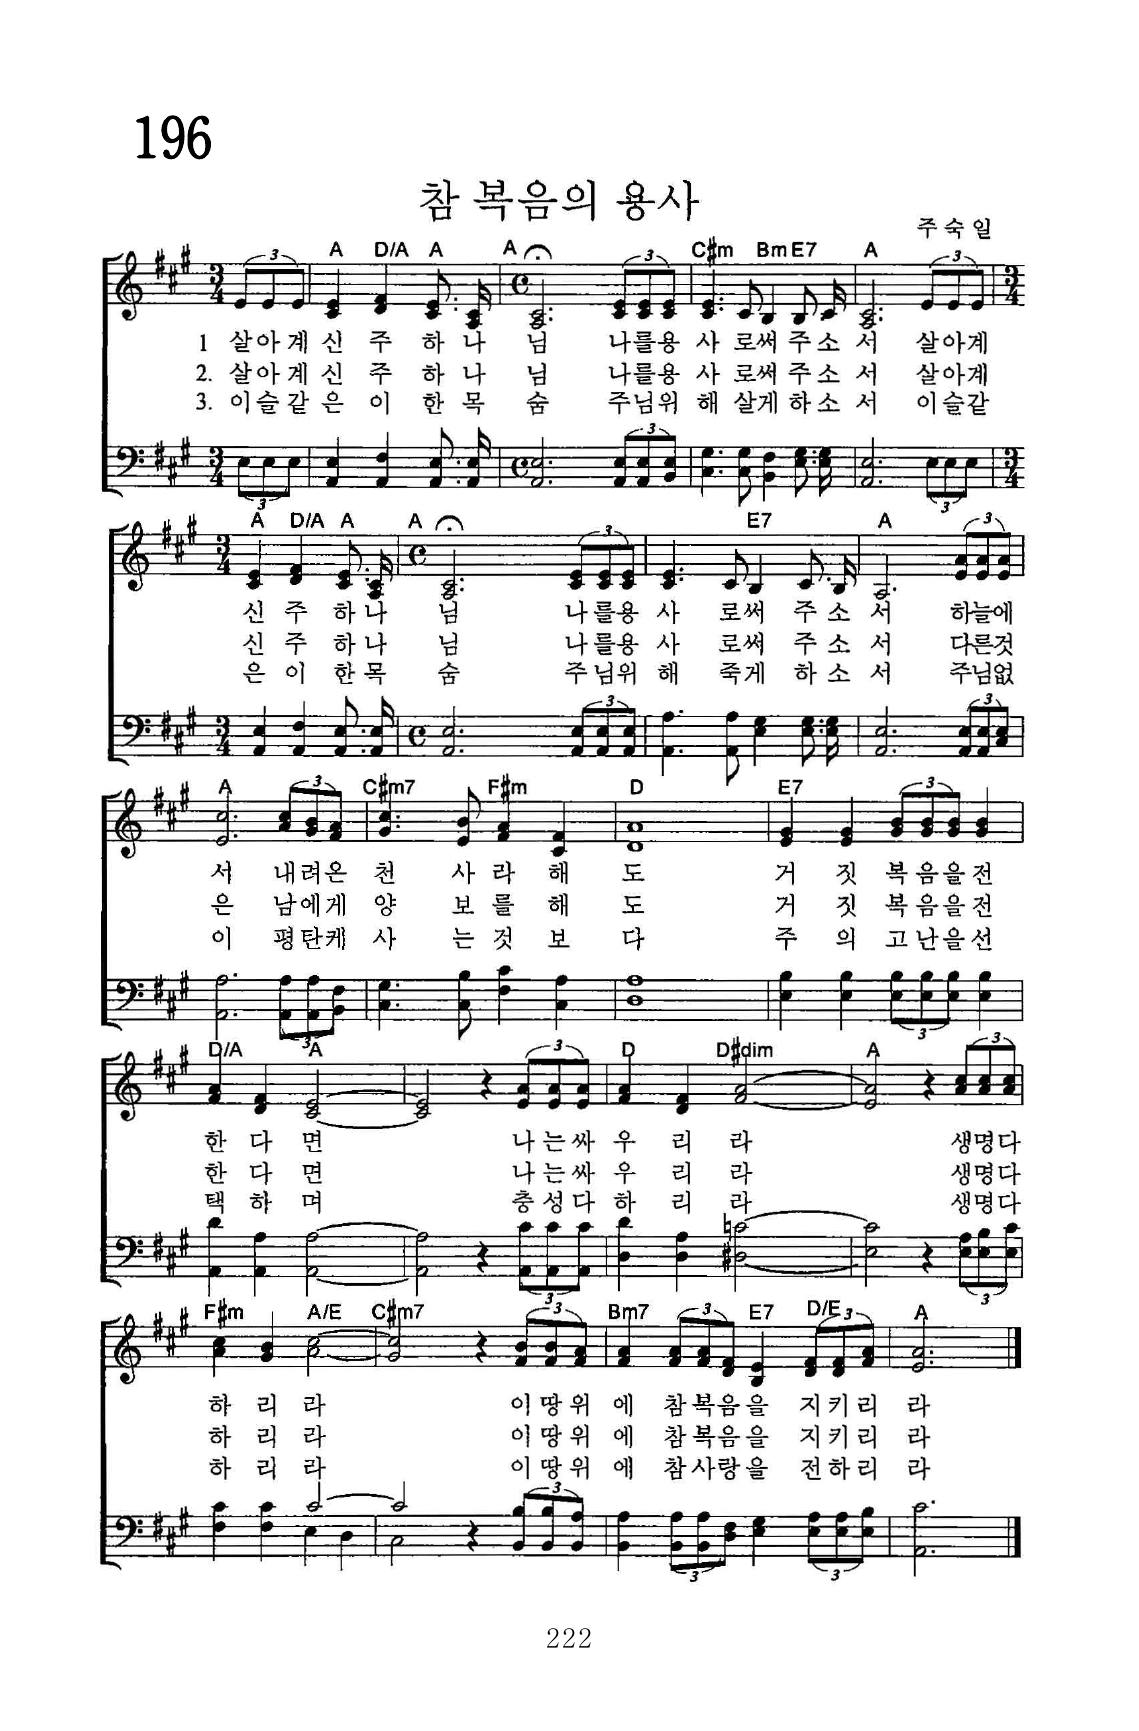 196
참 복음의 용사
주 숙 일
A D/A A A C#m Bm E7 A
1 살아계 신 주 하 나 님 나를용 사 로써 주 소 서 살아계
2. 살아계 신 주 하 나 님 나를용 사 로써 주 소 서 살아계
3. 이슬같 은 이 한 목 숨 주님위 해 살게 하 소 서 이슬같
A D/A A A E7 A
신 주 하 나 님 나 를용 사 로써 주 소 서 하늘에
신 주 하 나 님 나 를용 사 로써 주 소 서 다른것
은 이 한 목 숨 주 님위 해 죽게 하 소 서 주님없
A C#m7 F#m D E7
서 내려온 천 사 라 해 도 거 짓 복 음을 전
은 남에게 양 보 를 해 도 거 짓 복 음을 전
이 평탄케 사 는 것 보 다 주 의 고 난을 선
D/A A D D#dim A
한 다 면 나 는 싸 우 리 라 생명다
한 다 면 나 는 싸 우 리 라 생명다
택 하 며 충 성 다 하 리 라 생명다
F#m A/E C#m7 Bm7 E7 D/E A
하 리 라 이 땅 위 에 참 복음 을 지 키 리 라
하 리 라 이 땅 위 에 참 복음 을 지 키 리 라
하 리 라 이 땅 위 에 참 사랑 을 전 하 리 라
222